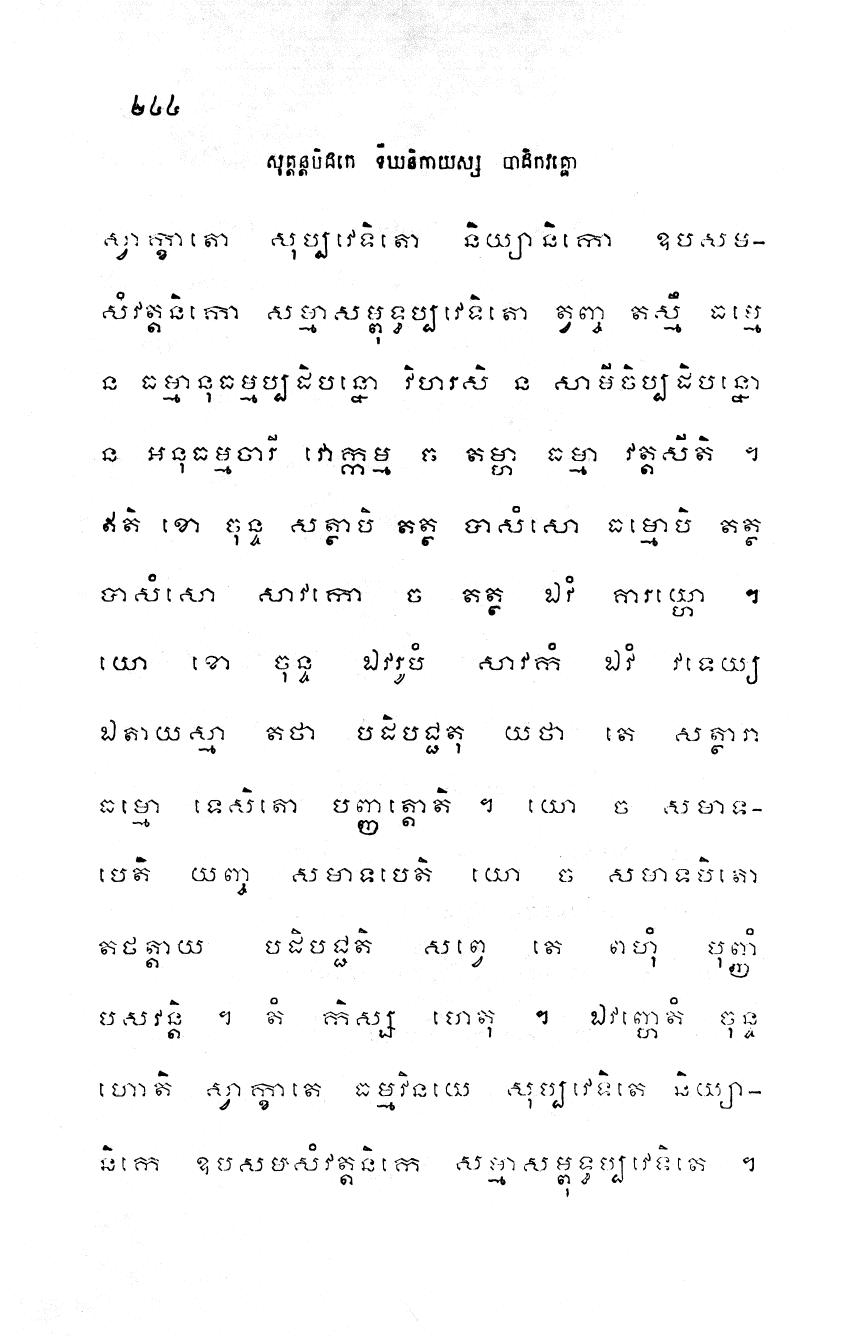 ២៤៤
សុត្តន្តបិដកេ ទីឃនិកាយស្ស បាដិកវគ្គោ
ស្វាក្ខាតោ សុប្បវេទិតោ និយ្យានិកោ ឧបសម-
សំវត្តនិកោ សម្មាសម្ពុទ្ធប្បវេទិតោ ត្វញ្ច តស្មឹ ធម្មេ
ន ធម្មានុធម្មប្បដិបន្នោ វិហរសិ ន សាមីចិប្បដិបន្នោ
ន អនុធម្មចារី វោក្កម្ម ច តម្ហា ធម្មា វត្តសីតិ ។
ឥតិ ខោ ចុន្ទ សត្ថាបិ តត្ថ បាសំសោ ធម្មោបិ តត្ថ
បាសំសោ សាវកោ ច តត្ថ ឯវំ គារយ្ហោ ។
យោ ខោ ចុន្ទ ឯវរូបំ សាវកំ ឯវំ វទេយ្យ
ឯតាយស្មា តថា បដិបជ្ជតុ យថា តេ សត្ថារា
ធម្មោ ទេសិតោ បញ្ញត្តោតិ ។ យោ ច សមាទ-
បេតិ យញ្ច សមាទបេតិ យោ ច សមាទបិតោ
តថត្តាយ បដិបជ្ជតិ សព្វេ តេ ពហុំ បុញ្ញំ
បសវន្តិ ។ តំ កិស្ស ហេតុ ។ ឯវញ្ហេតំ ចុន្ទ
ហោតិ ស្វាក្ខាតេ ធម្មវិនយេ សុប្បវេទិតេ និយ្យា-
និកេ ឧបសមសំវត្តនិកេ សម្មាសម្ពុទ្ធប្បវេទិតេ ។